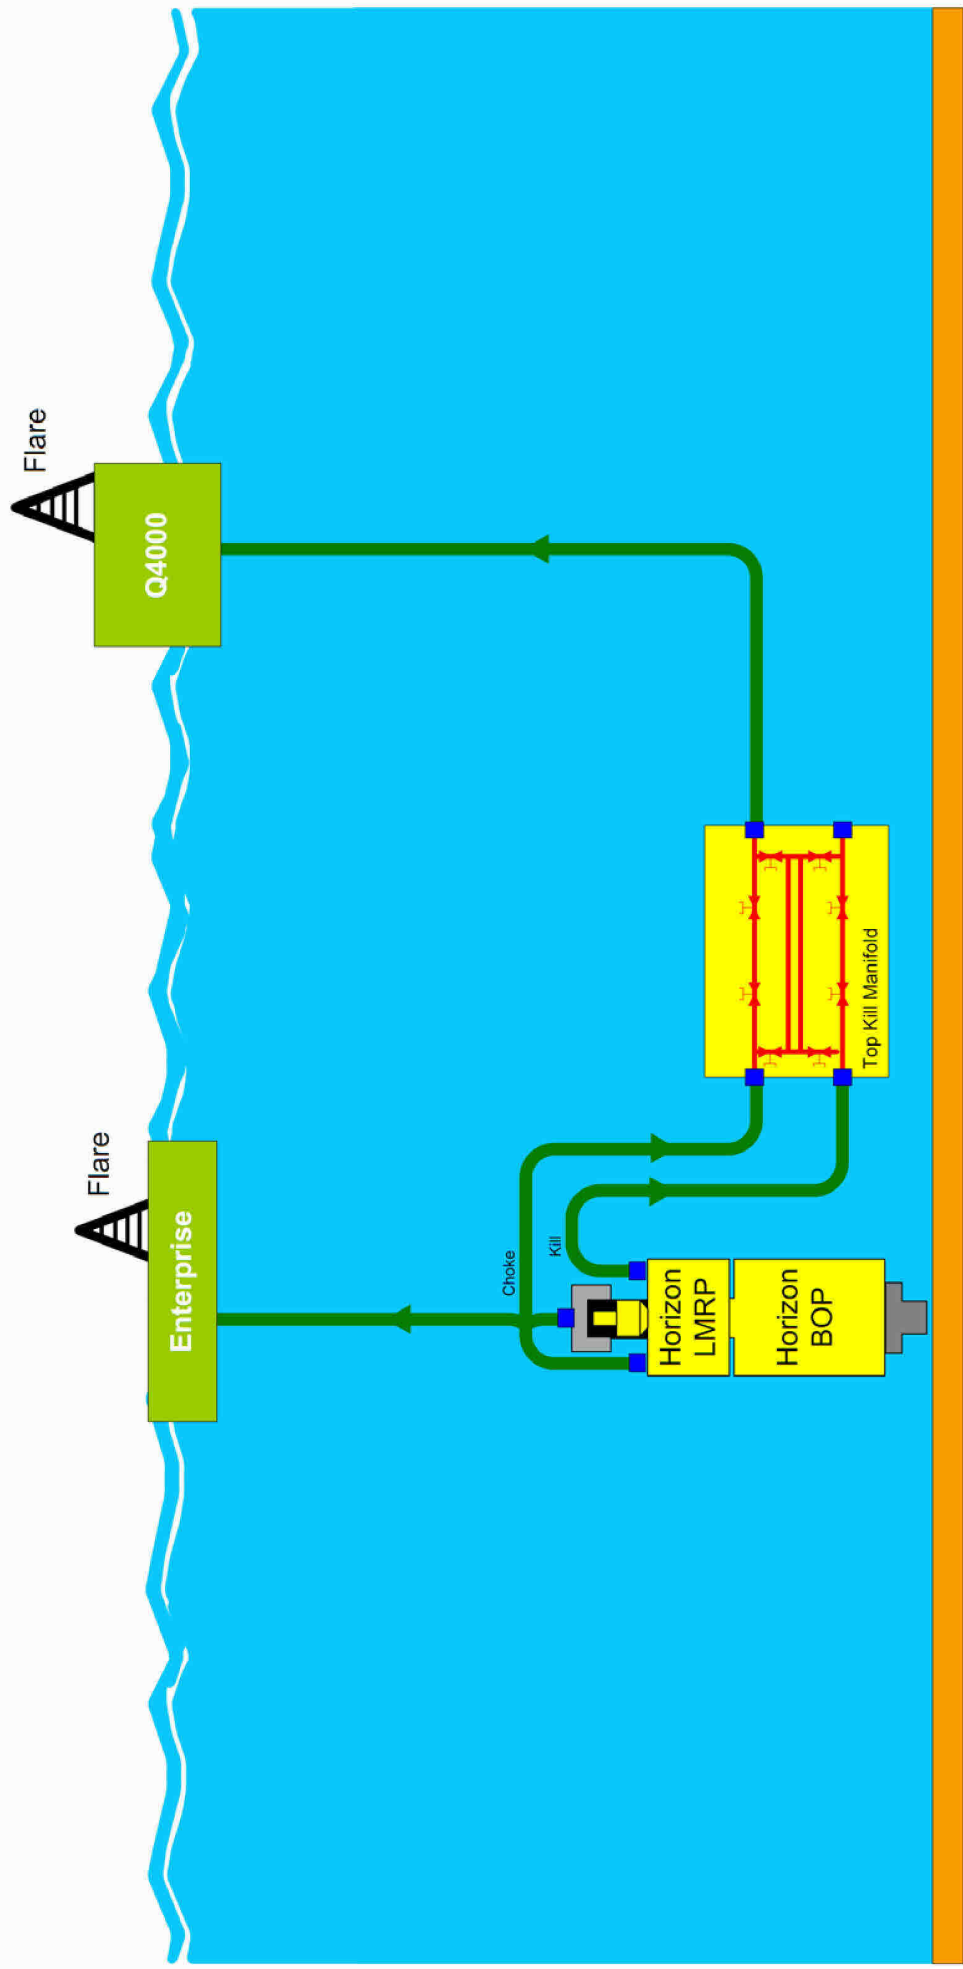 Flare
Flare
Enterprise
Q4000
Choke
Kill
Horizon
LMRP
Horizon
BOP
Top Kill Manifold